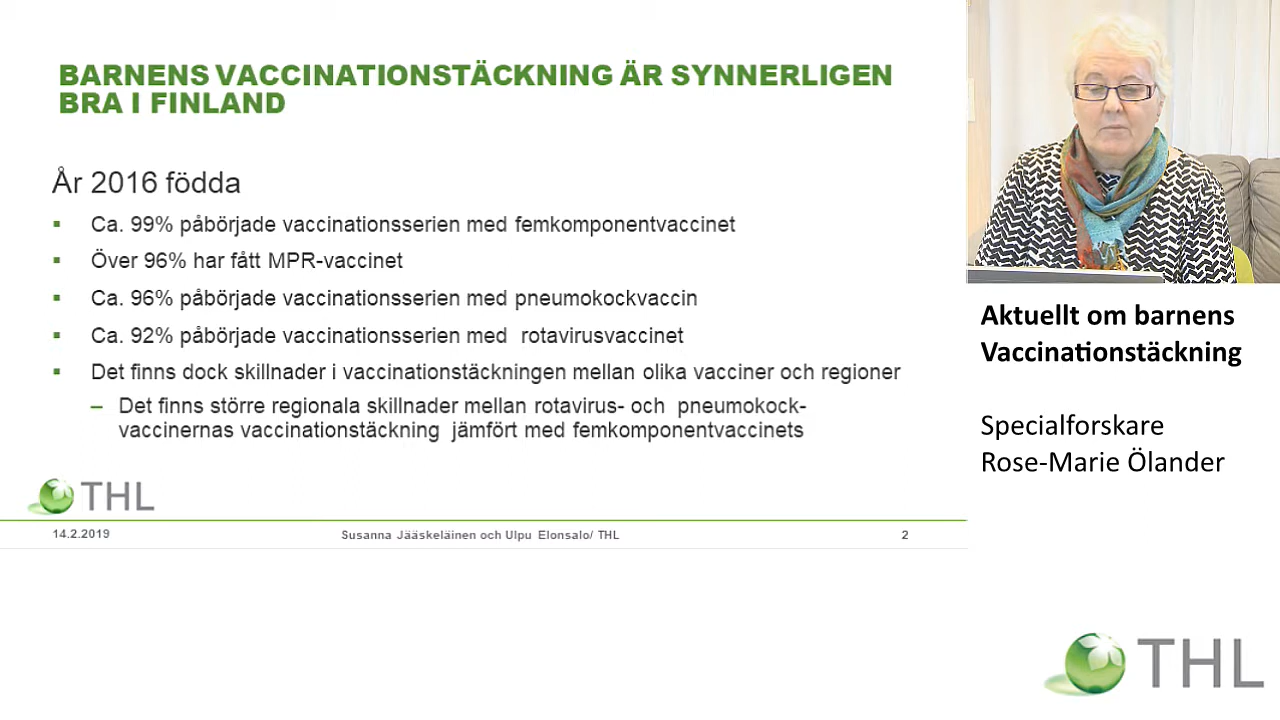 BARNENS VACCINATIONSTÄCKNING ÄR SYNNERLIGEN
BRA I FINLAND
År 2016 födda
▪ Ca. 99% påbörjade vaccinationsserien med femkomponentvaccinet
▪ Över 96% har fått MPR-vaccinet
▪ Ca. 96% påbörjade vaccinationsserien med pneumokockvaccin
▪ Ca. 92% påbörjade vaccinationsserien med rotavirusvaccinet
▪ Det finns dock skillnader i vaccinationstäckningen mellan olika vacciner och regioner
– Det finns större regionala skillnader mellan rotavirus- och pneumokock-
vaccinernas vaccinationstäckning jämfört med femkomponentvaccinets
THL
14.2.2019
Susanna Jääskeläinen och Ulpu Elonsalo/ THL
2
Aktuellt om barnens
Vaccinationstäckning
Specialforskare
Rose-Marie Ölander
THL